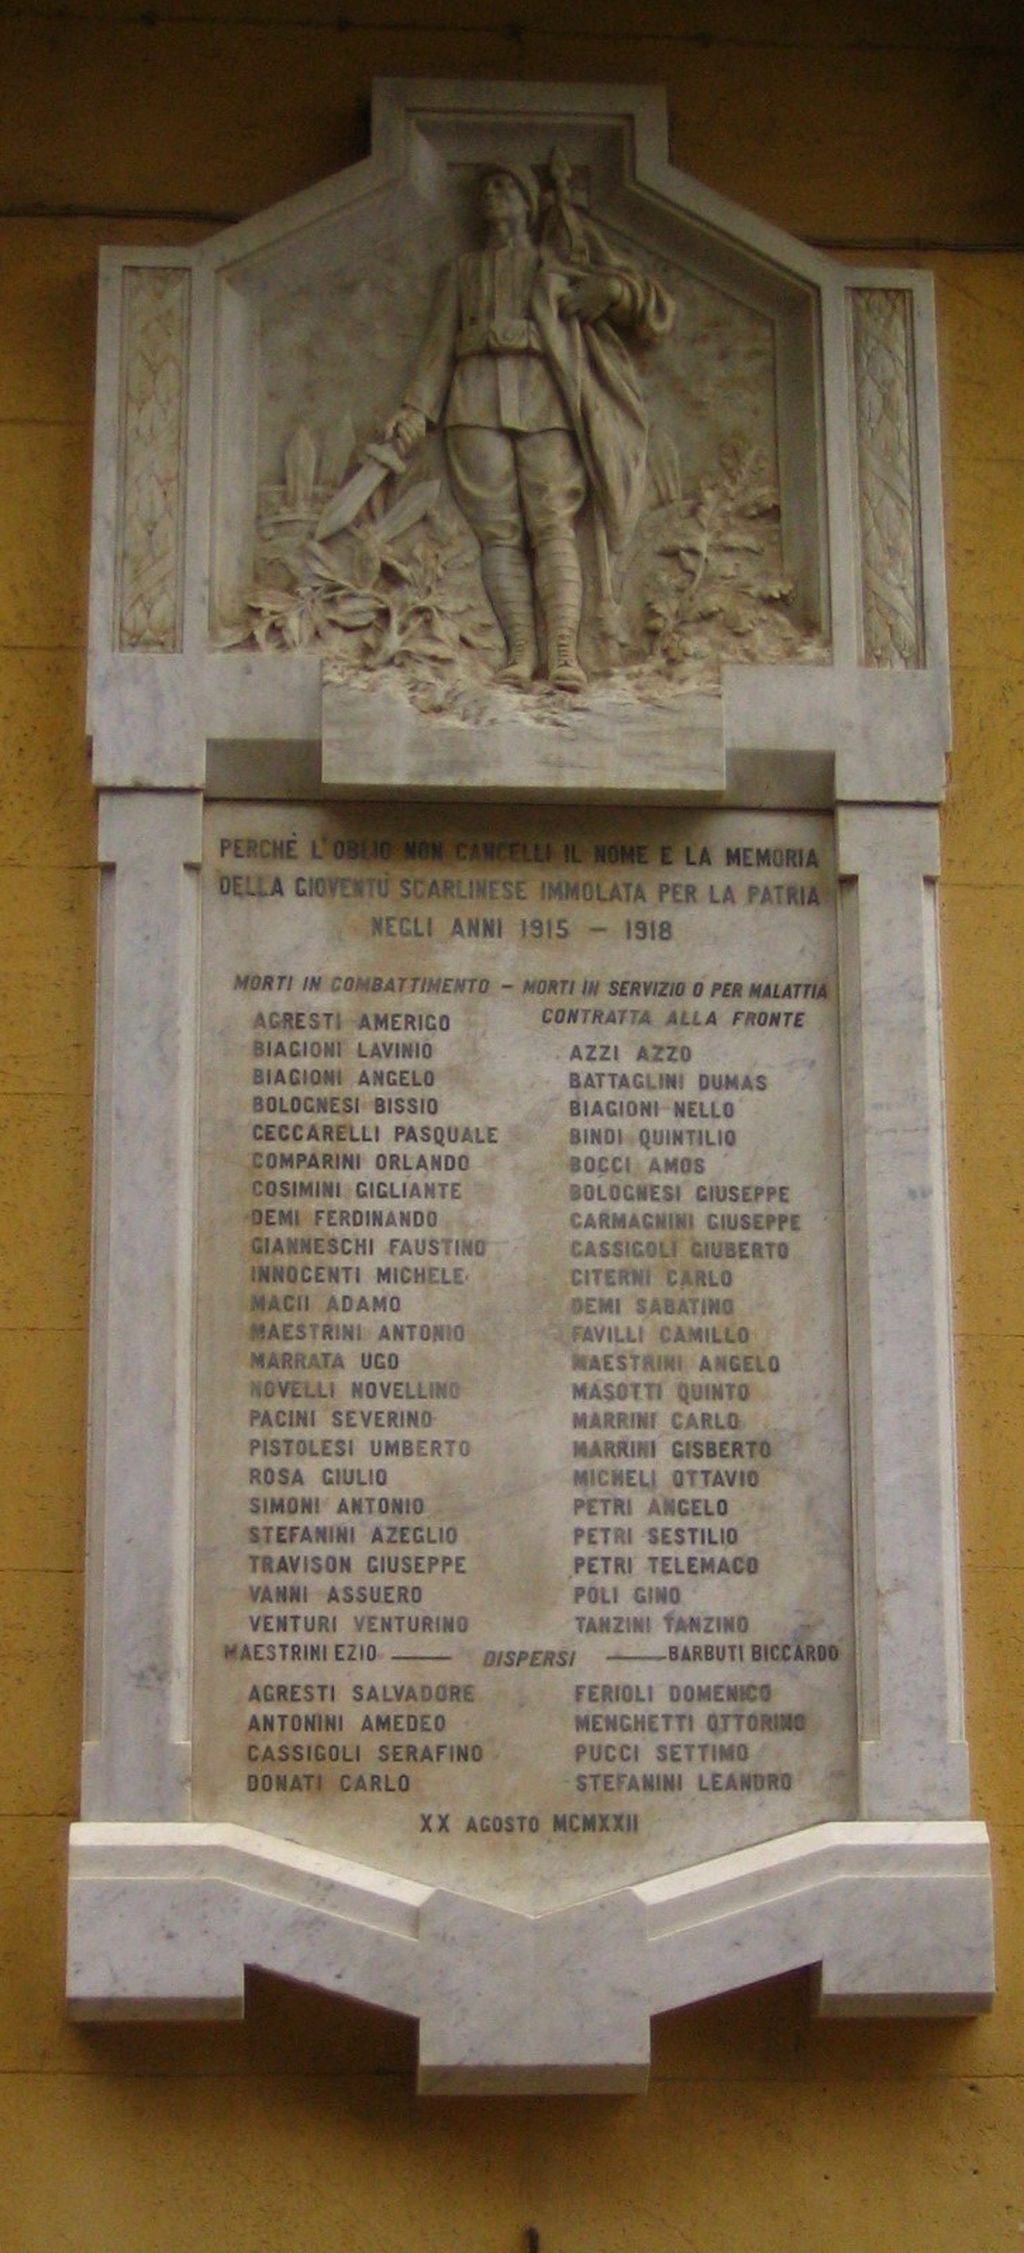 PERCHÈ L'OBLIO NON CANCELLI IL NOME E LA MEMORIA
DELLA GIOVENTÙ SCARLINESE IMMOLATA PER LA PATRIA
NEGLI ANNI 1915 – 1918
MORTI IN COMBATTIMENTO – MORTI IN SERVIZIO O PER MALATTIA
CONTRATTA ALLA FRONTE
AGRESTI AMERIGO
BIAGIONI LAVINIO
BIAGIONI ANGELO
BOLOGNESI BISSIO
CECCARELLI PASQUALE
COMPARINI ORLANDO
COSIMINI GIGLIANTE
DEMI FERDINANDO
GIANNESCHI FAUSTINO
INNOCENTI MICHELE
MACII ADAMO
MAESTRINI ANTONIO
MARRATA UGO
NOVELLI NOVELLINO
PACINI SEVERINO
PISTOLESI UMBERTO
ROSA GIULIO
SIMONI ANTONIO
STEFANINI AZEGLIO
TRAVISON GIUSEPPE
VANNI ASSUERO
VENTURI VENTURINO
AZZI AZZO
BATTAGLINI DUMAS
BIAGIONI NELLO
BINDI QUINTILIO
BOCCI AMOS
BOLOGNESI GIUSEPPE
CARMAGNINI GIUSEPPE
CASSIGOLI GIUBERTO
CITERNI CARLO
DEMI SABATINO
FAVILLI CAMILLO
MAESTRINI ANGELO
MASOTTI QUINTO
MARRINI CARLO
MARRINI GISBERTO
MICHELI OTTAVIO
PETRI ANGELO
PETRI SESTILIO
PETRI TELEMACO
POLI GINO
TANZINI TANZINO
MAESTRINI EZIO — DISPERSI — BARBUTI BICCARDO
AGRESTI SALVADORE
ANTONINI AMEDEO
CASSIGOLI SERAFINO
DONATI CARLO
FERIOLI DOMENICO
MENGHETTI OTTORINO
PUCCI SETTIMO
STEFANINI LEANDRO
XX AGOSTO MCMXXII